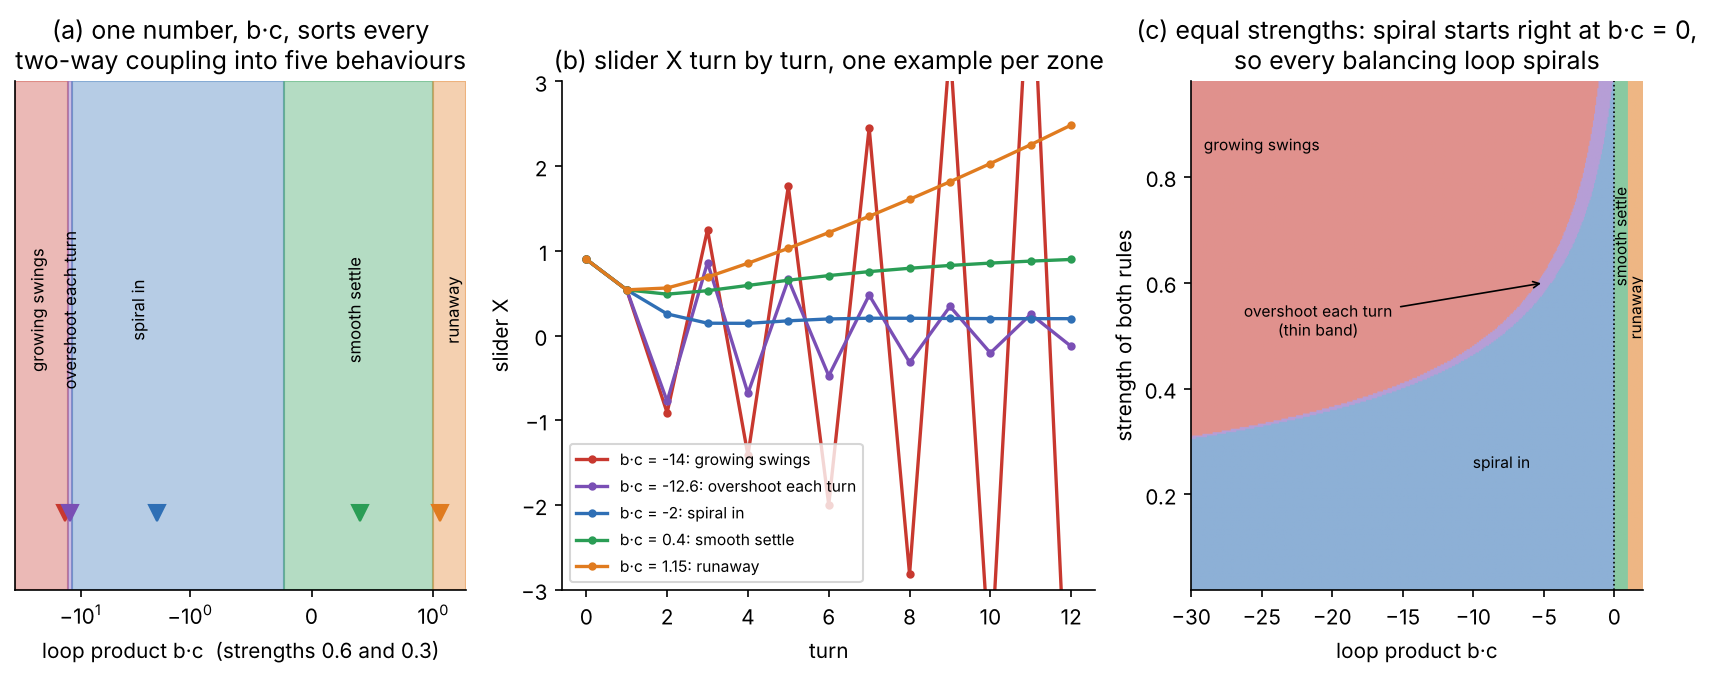 (a) one number, b·c, sorts every
two-way coupling into five behaviours
growing swings
overshoot each turn
spiral in
smooth settle
runaway
−10¹
−10⁰
0
10⁰
loop product b·c  (strengths 0.6 and 0.3)
(b) slider X turn by turn, one example per zone
slider X
3
2
1
0
−1
−2
−3
b·c = -14: growing swings
b·c = -12.6: overshoot each turn
b·c = -2: spiral in
b·c = 0.4: smooth settle
b·c = 1.15: runaway
0
2
4
6
8
10
12
turn
(c) equal strengths: spiral starts right at b·c = 0,
so every balancing loop spirals
strength of both rules
0.8
0.6
0.4
0.2
growing swings
overshoot each turn
(thin band)
spiral in
smooth settle
runaway
−30
−25
−20
−15
−10
−5
0
loop product b·c